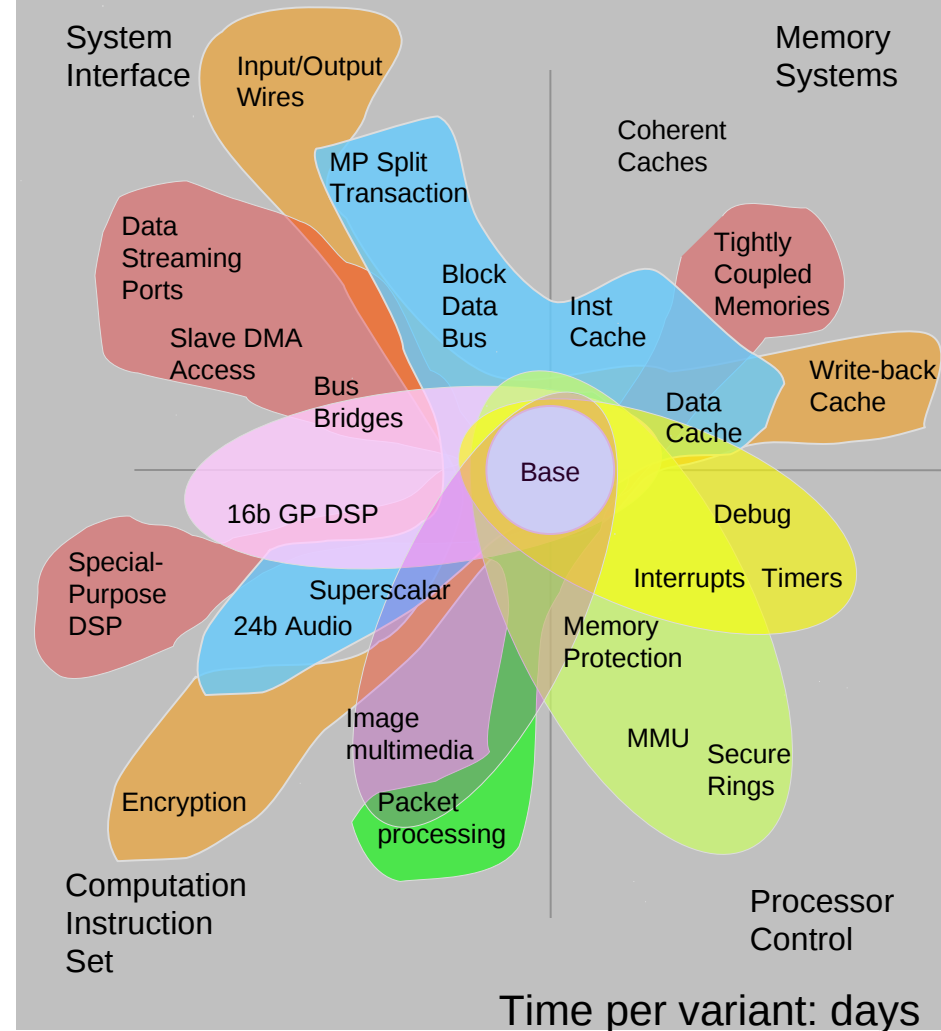 System
Interface
Memory
Systems
Input/Output
Wires
Coherent
Caches
MP Split
Transaction
Data
Streaming
Ports
Tightly
Coupled
Memories
Block
Data
Bus
Inst
Cache
Slave DMA
Access
Bus
Bridges
Write-back
Cache
Data
Cache
Base
16b GP DSP
Debug
Special-
Purpose
DSP
Superscalar
Interrupts Timers
24b Audio
Memory
Protection
Image
multimedia
MMU
Secure
Rings
Encryption
Packet
processing
Computation
Instruction
Set
Processor
Control
Time per variant: days